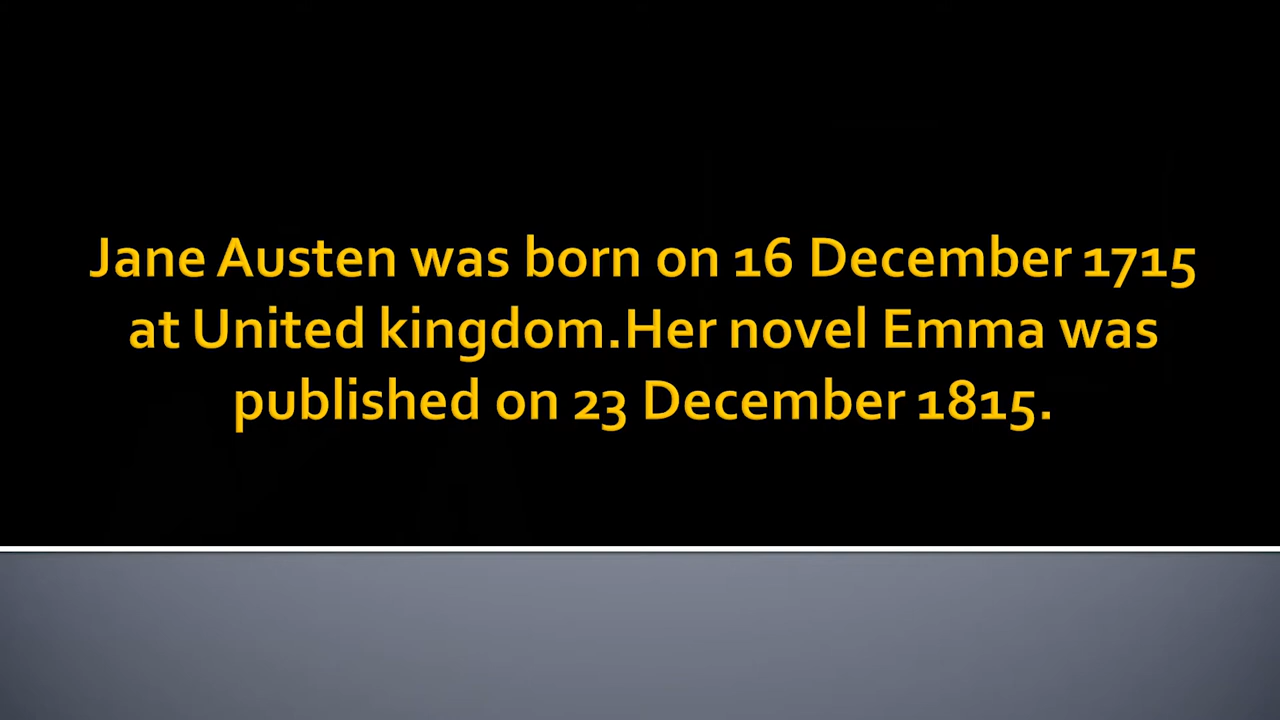 Jane Austen was born on 16 December 1715
at United kingdom.Her novel Emma was
published on 23 December 1815.